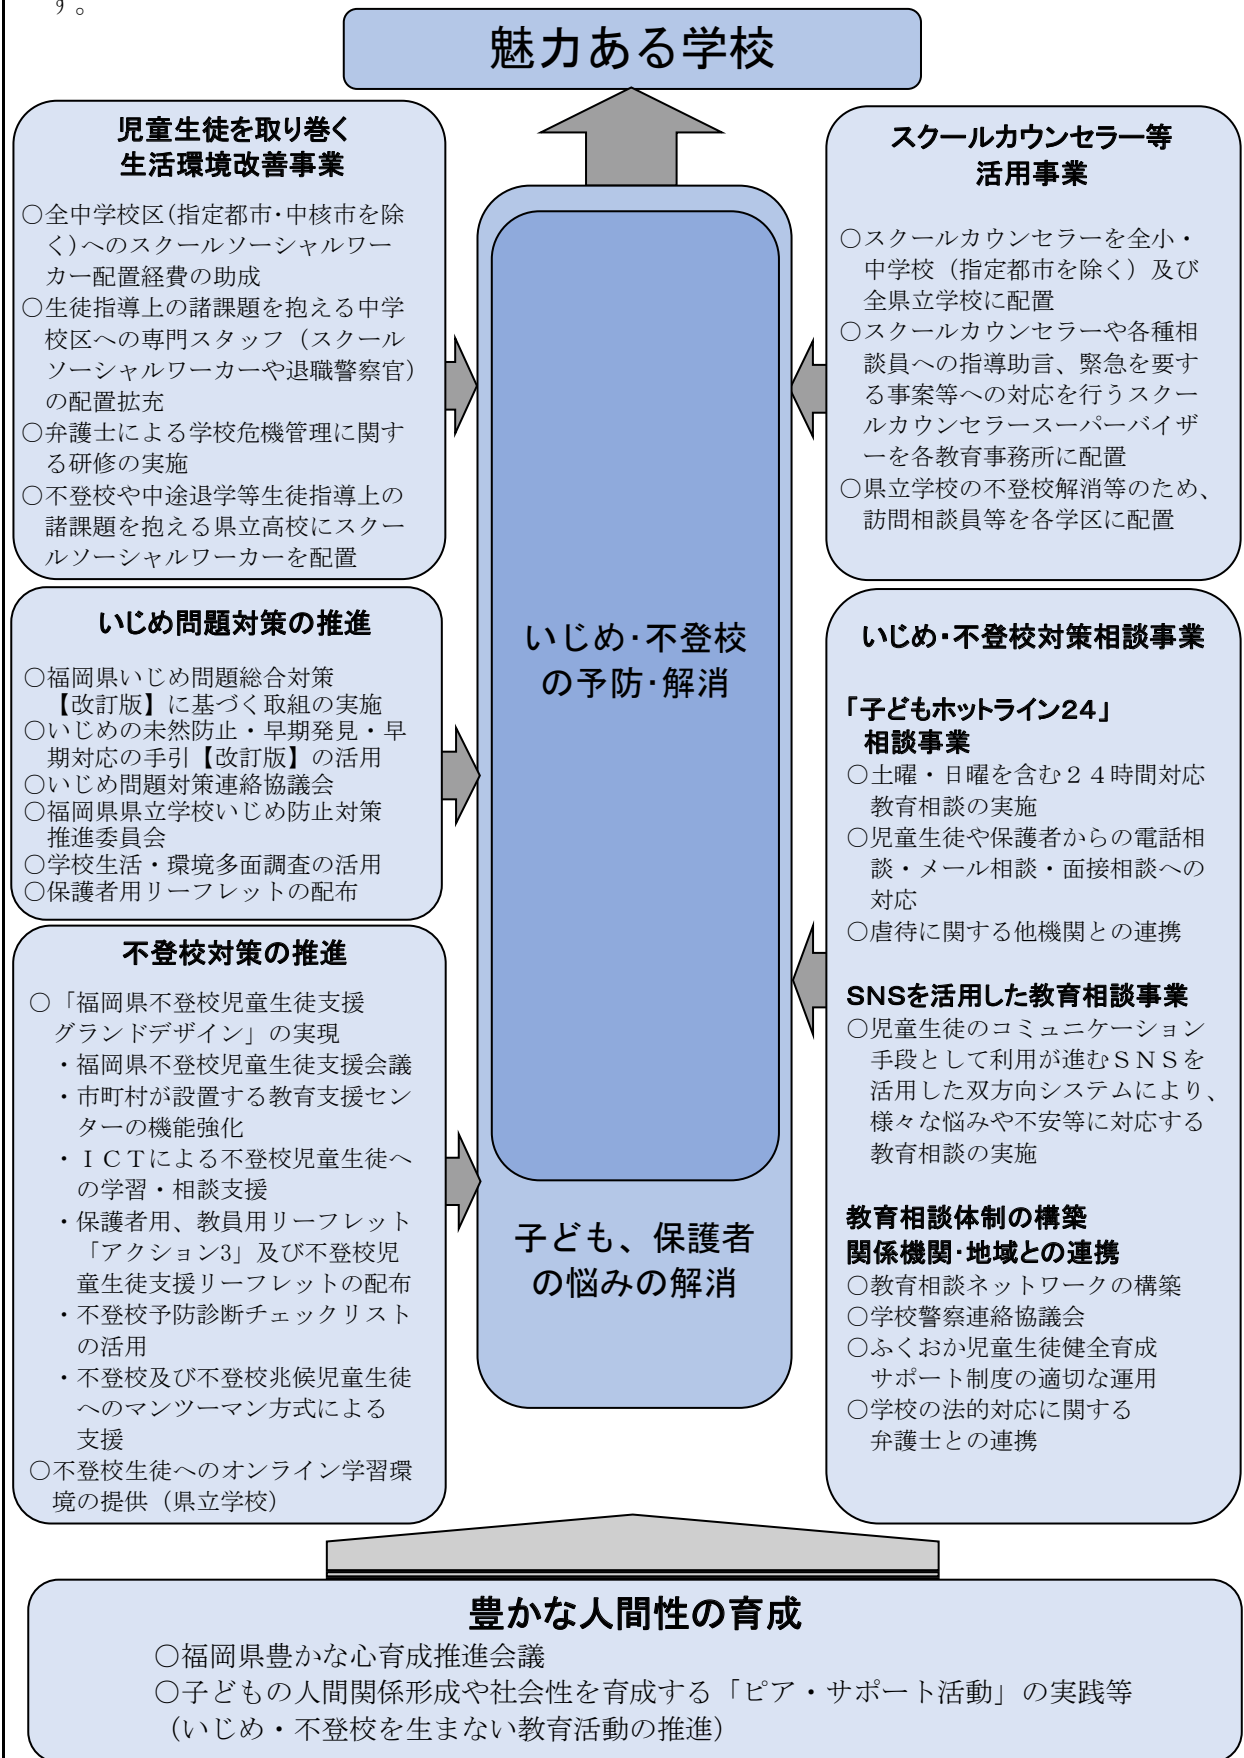 す。
魅力ある学校
児童生徒を取り巻く
生活環境改善事業
○全中学校区(指定都市・中核市を除
く)へのスクールソーシャルワー
カー配置経費の助成
○生徒指導上の諸課題を抱える中学
校区への専門スタッフ（スクール
ソーシャルワーカーや退職警察官）
の配置拡充
○弁護士による学校危機管理に関す
る研修の実施
○不登校や中途退学等生徒指導上の
諸課題を抱える県立高校にスクー
ルソーシャルワーカーを配置
いじめ問題対策の推進
○福岡県いじめ問題総合対策
【改訂版】に基づく取組の実施
○いじめの未然防止・早期発見・早
期対応の手引【改訂版】の活用
○いじめ問題対策連絡協議会
○福岡県県立学校いじめ防止対策
推進委員会
○学校生活・環境多面調査の活用
○保護者用リーフレットの配布
不登校対策の推進
○「福岡県不登校児童生徒支援
グランドデザイン」の実現
・福岡県不登校児童生徒支援会議
・市町村が設置する教育支援セン
ターの機能強化
・ＩＣＴによる不登校児童生徒へ
の学習・相談支援
・保護者用、教員用リーフレット
「アクション3」及び不登校児
童生徒支援リーフレットの配布
・不登校予防診断チェックリスト
の活用
・不登校及び不登校兆候児童生徒
へのマンツーマン方式による
支援
○不登校生徒へのオンライン学習環
境の提供（県立学校）
いじめ・不登校
の予防・解消
子ども、保護者
の悩みの解消
スクールカウンセラー等
活用事業
○スクールカウンセラーを全小・
中学校（指定都市を除く）及び
全県立学校に配置
○スクールカウンセラーや各種相
談員への指導助言、緊急を要す
る事案等への対応を行うスクー
ルカウンセラースーパーバイザ
ーを各教育事務所に配置
○県立学校の不登校解消等のため、
訪問相談員等を各学区に配置
いじめ・不登校対策相談事業
「子どもホットライン24」
相談事業
○土曜・日曜を含む２４時間対応
教育相談の実施
○児童生徒や保護者からの電話相
談・メール相談・面接相談への
対応
○虐待に関する他機関との連携
SNSを活用した教育相談事業
○児童生徒のコミュニケーション
手段として利用が進むＳＮＳを
活用した双方向システムにより、
様々な悩みや不安等に対応する
教育相談の実施
教育相談体制の構築
関係機関・地域との連携
○教育相談ネットワークの構築
○学校警察連絡協議会
○ふくおか児童生徒健全育成
サポート制度の適切な運用
○学校の法的対応に関する
弁護士との連携
豊かな人間性の育成
○福岡県豊かな心育成推進会議
○子どもの人間関係形成や社会性を育成する「ピア・サポート活動」の実践等
（いじめ・不登校を生まない教育活動の推進）